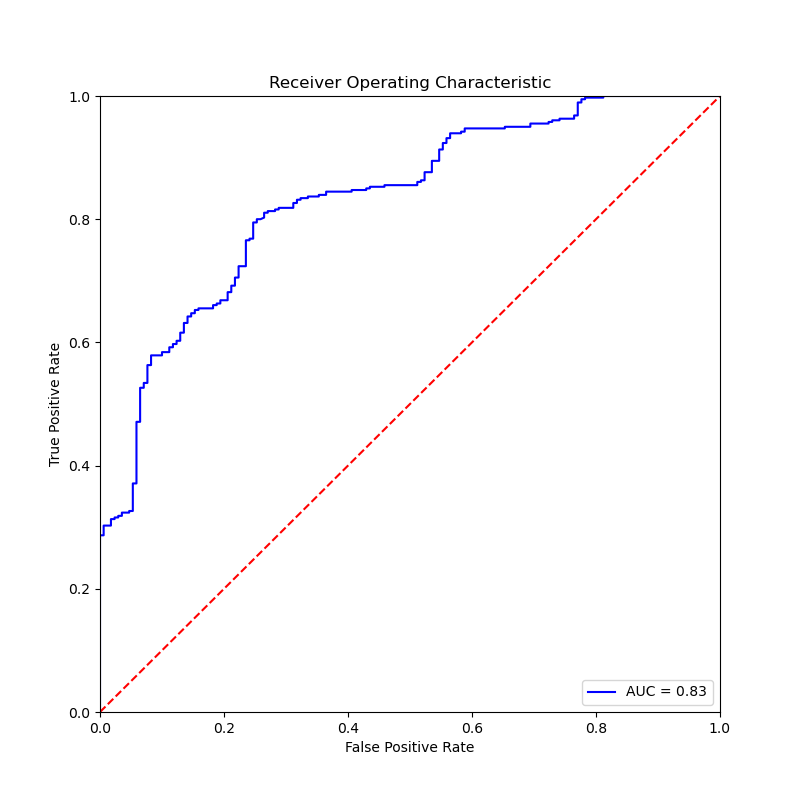 Receiver Operating Characteristic
True Positive Rate
1.0
0.8
0.6
0.4
0.2
0.0
AUC = 0.83
0.0 0.2 0.4 0.6 0.8 1.0
False Positive Rate